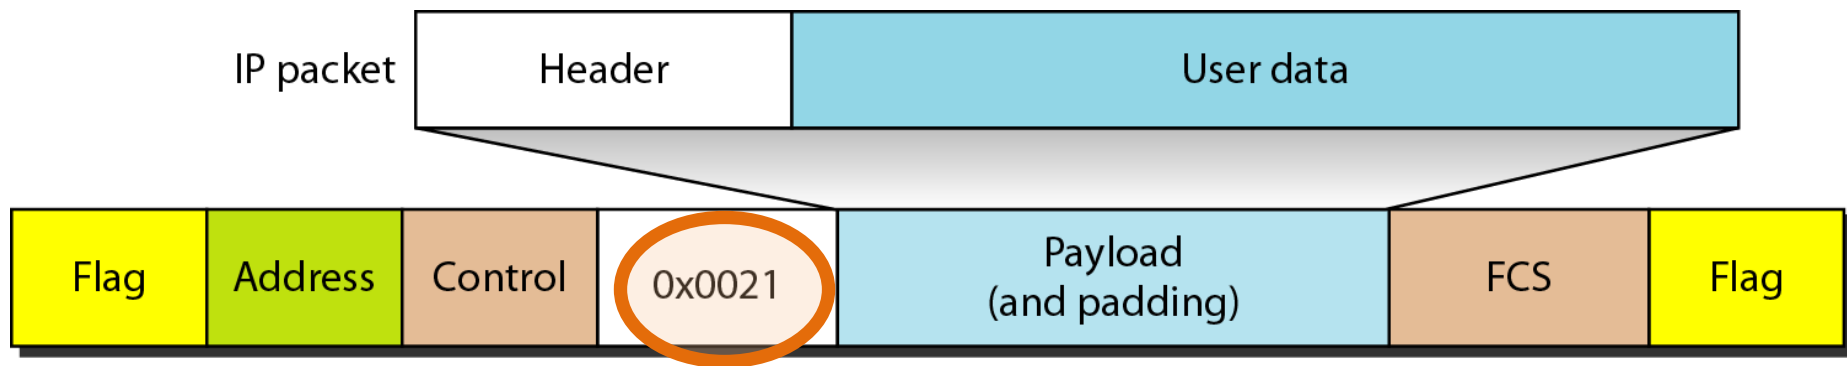 IP packet
Header
User data
Flag
Address
Control
0x0021
Payload
(and padding)
FCS
Flag